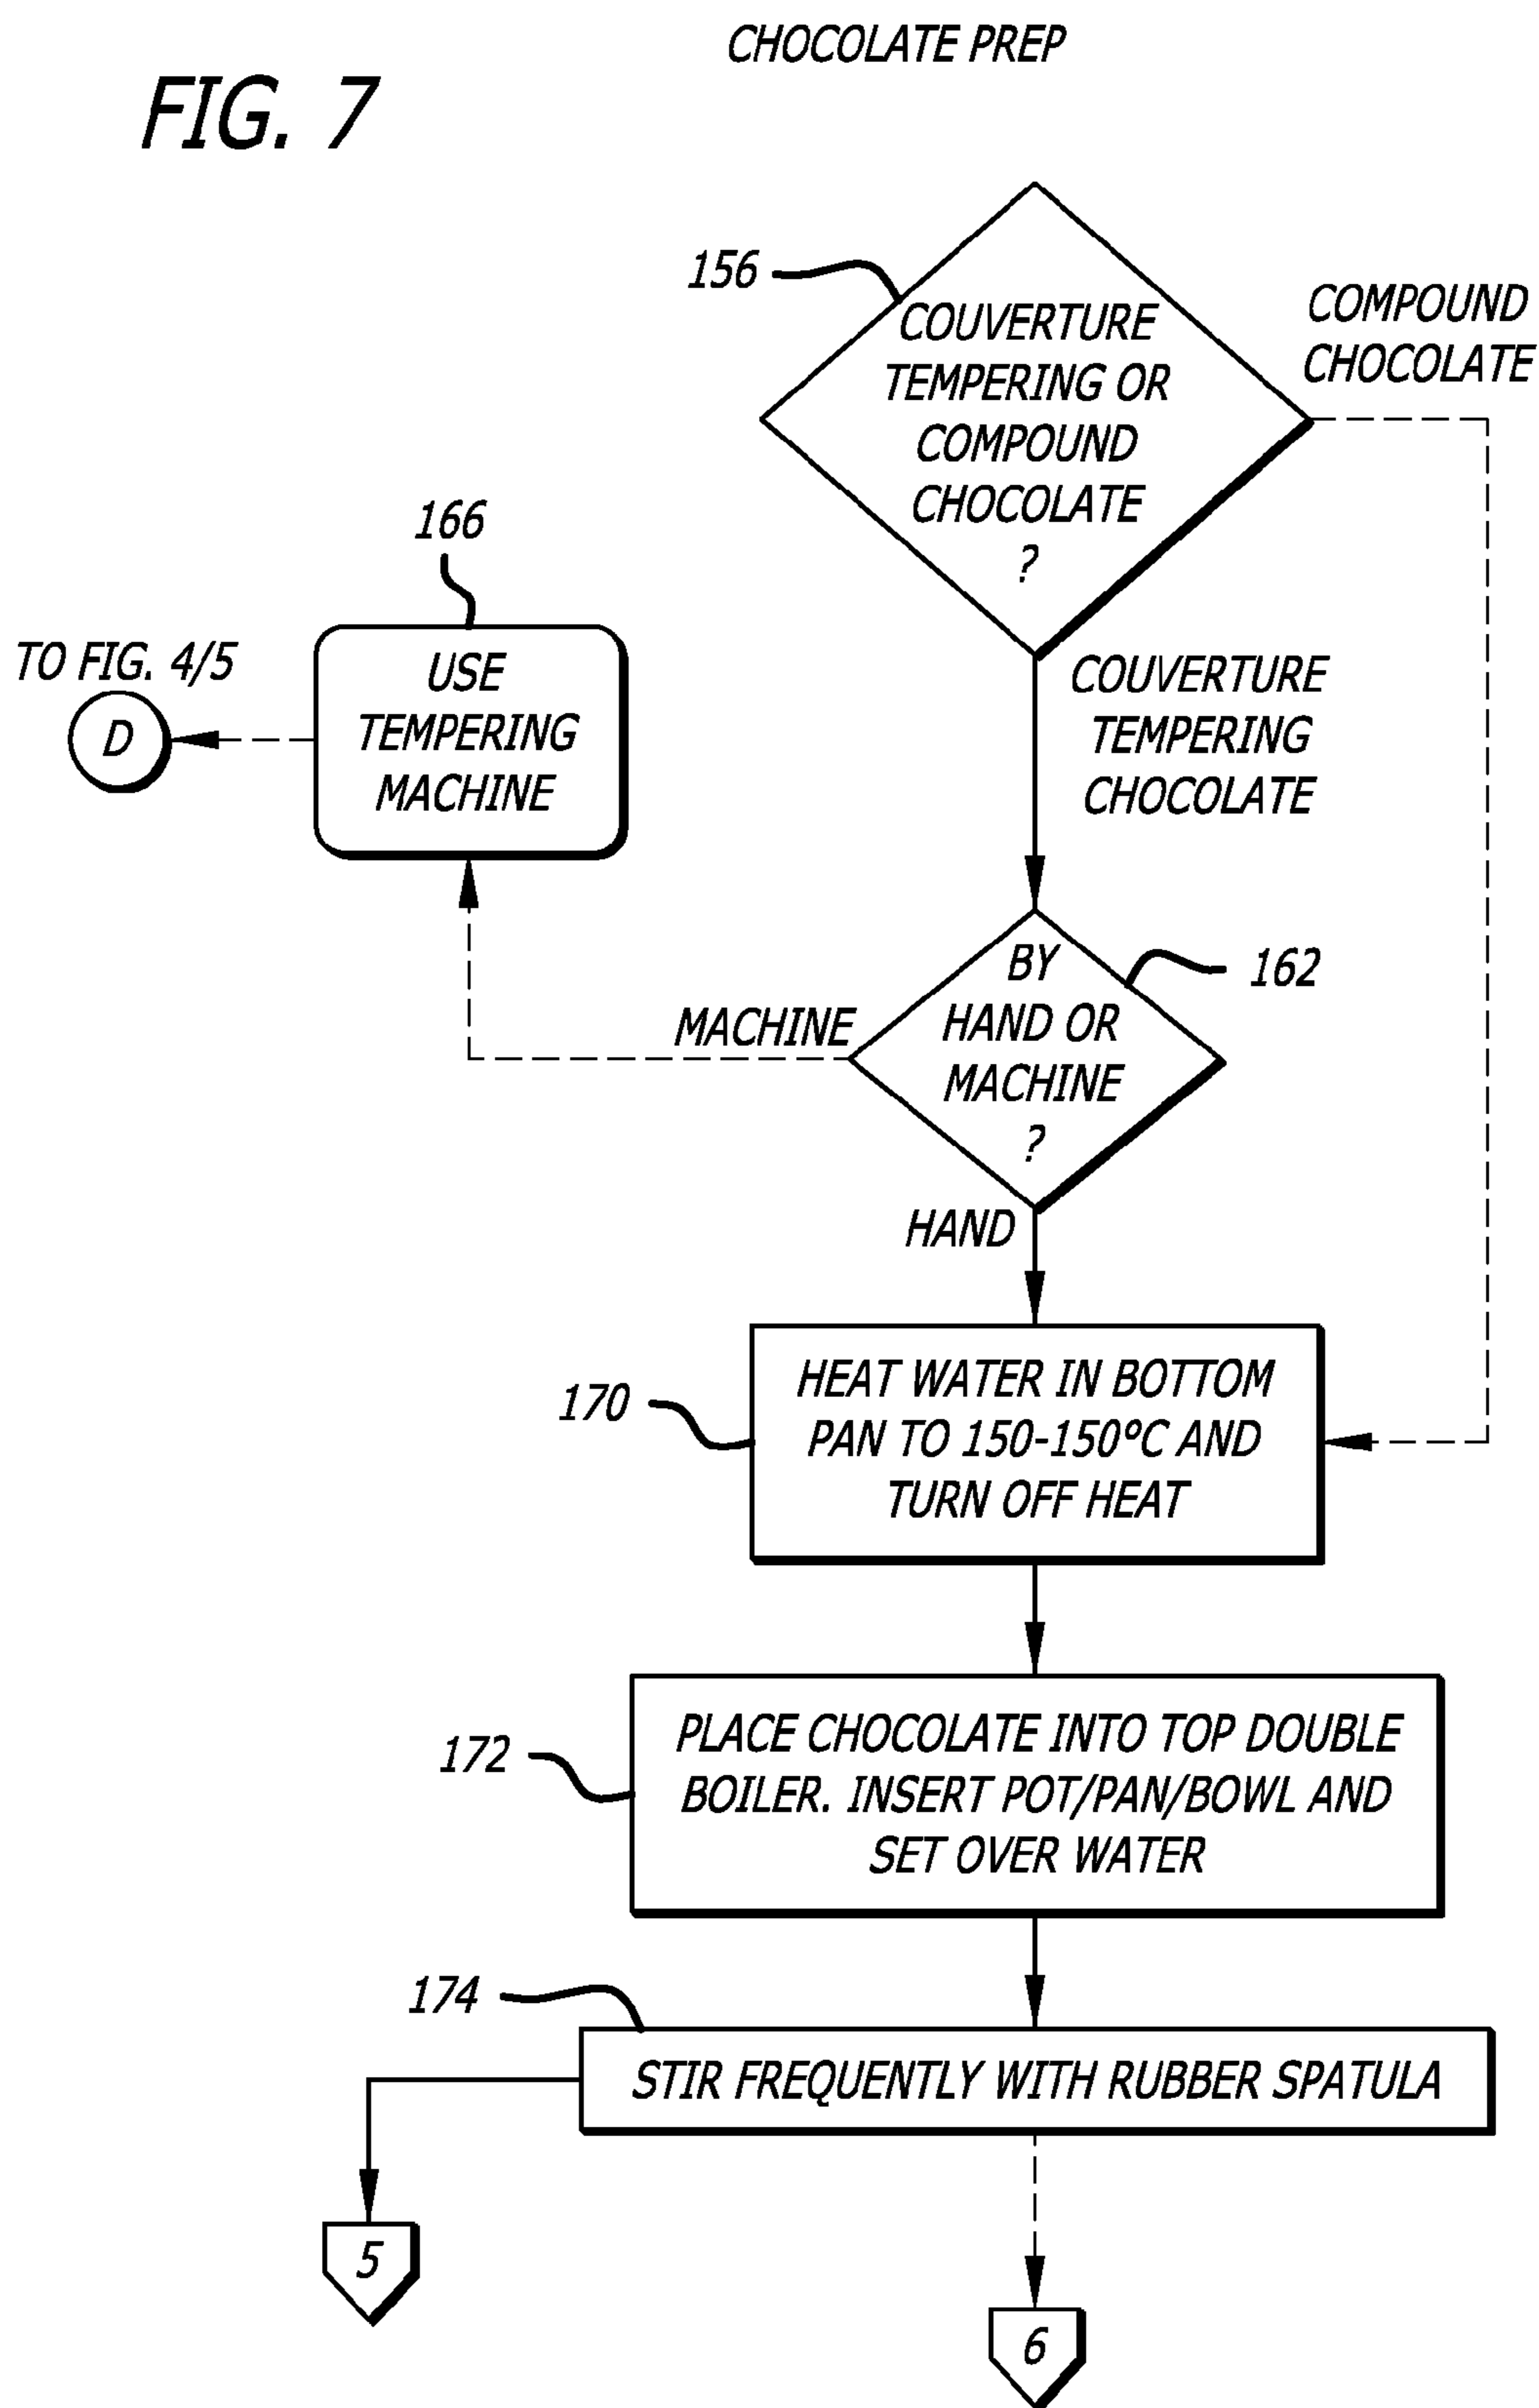 CHOCOLATE PREP
FIG. 7
156
COUVERTURE
TEMPERING OR
COMPOUND
CHOCOLATE
?
COMPOUND
CHOCOLATE
166
TO FIG. 4/5
D
USE
TEMPERING
MACHINE
COUVERTURE
TEMPERING
CHOCOLATE
MACHINE
BY
HAND OR
MACHINE
?
162
HAND
170
HEAT WATER IN BOTTOM
PAN TO 150-150°C AND
TURN OFF HEAT
172
PLACE CHOCOLATE INTO TOP DOUBLE
BOILER. INSERT POT/PAN/BOWL AND
SET OVER WATER
174
STIR FREQUENTLY WITH RUBBER SPATULA
5
6